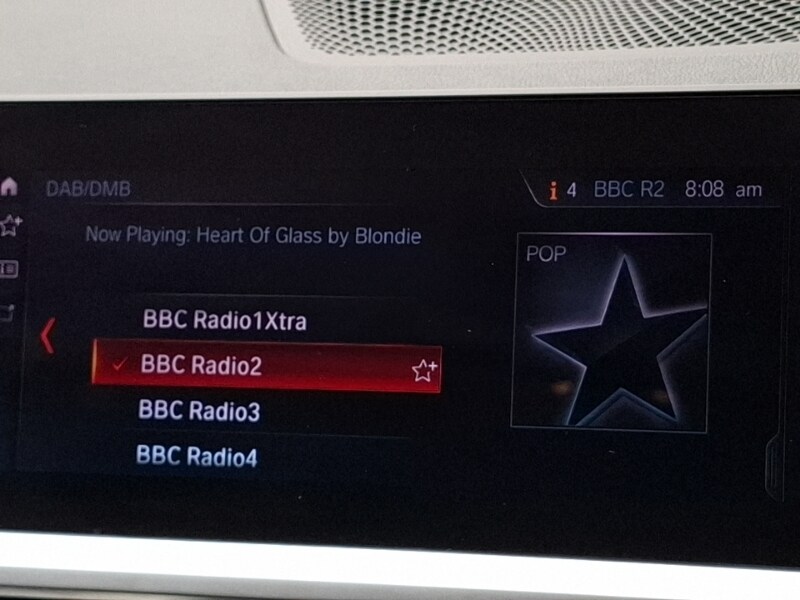 DAB/DMB
i 4 BBC R2 8:08 am
Now Playing: Heart Of Glass by Blondie
POP
BBC Radio1Xtra
BBC Radio2
BBC Radio3
BBC Radio4